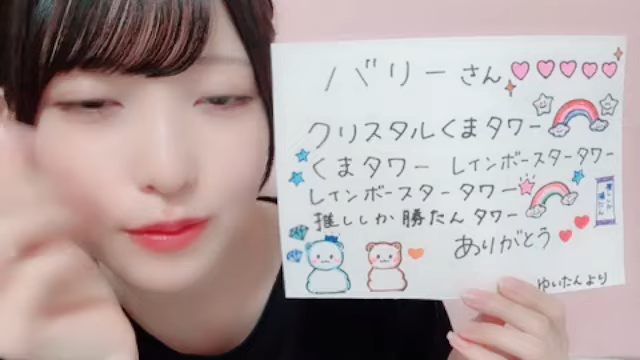 バリーさん
クリスタルくまタワー
くまタワー レインボースタータワー
レインボースタータワー
推ししか勝たんタワー
ありがとう
ゆいたんより